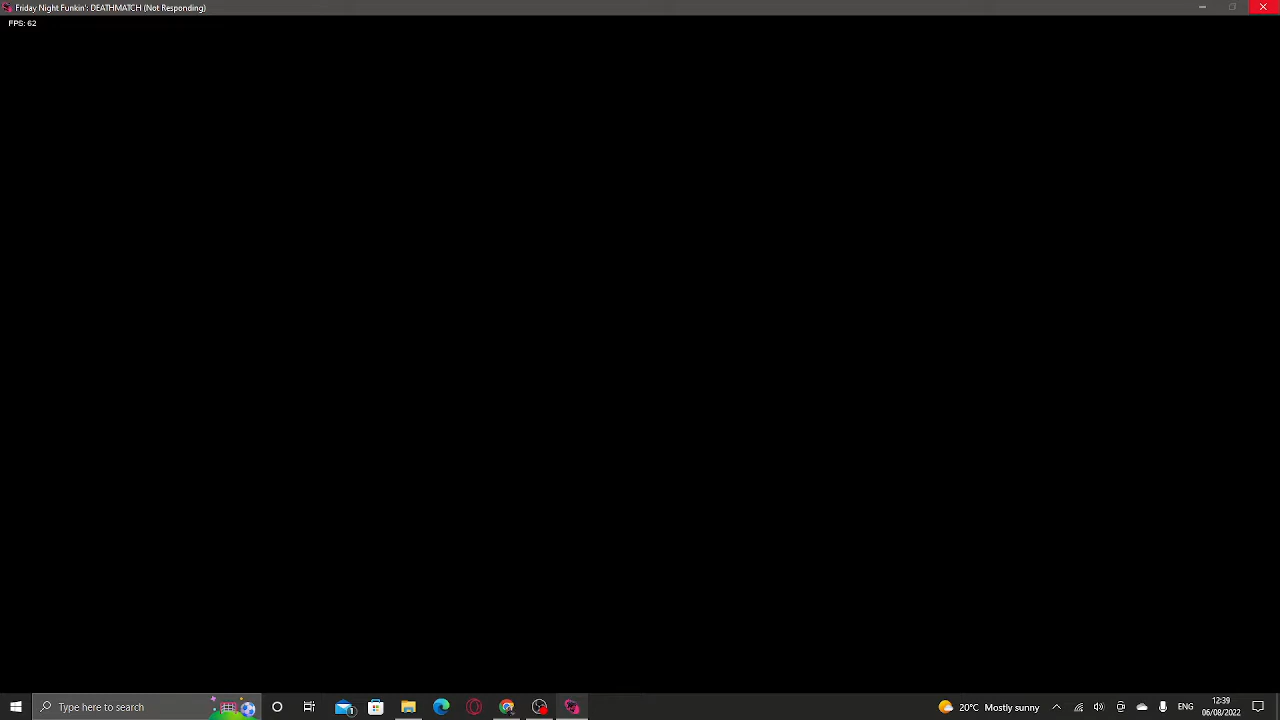 Friday Night Funkin': DEATHMATCH (Not Responding)
FPS: 62
Type here to search
1
20°C Mostly sunny
ENG
12:39
06/08/2022